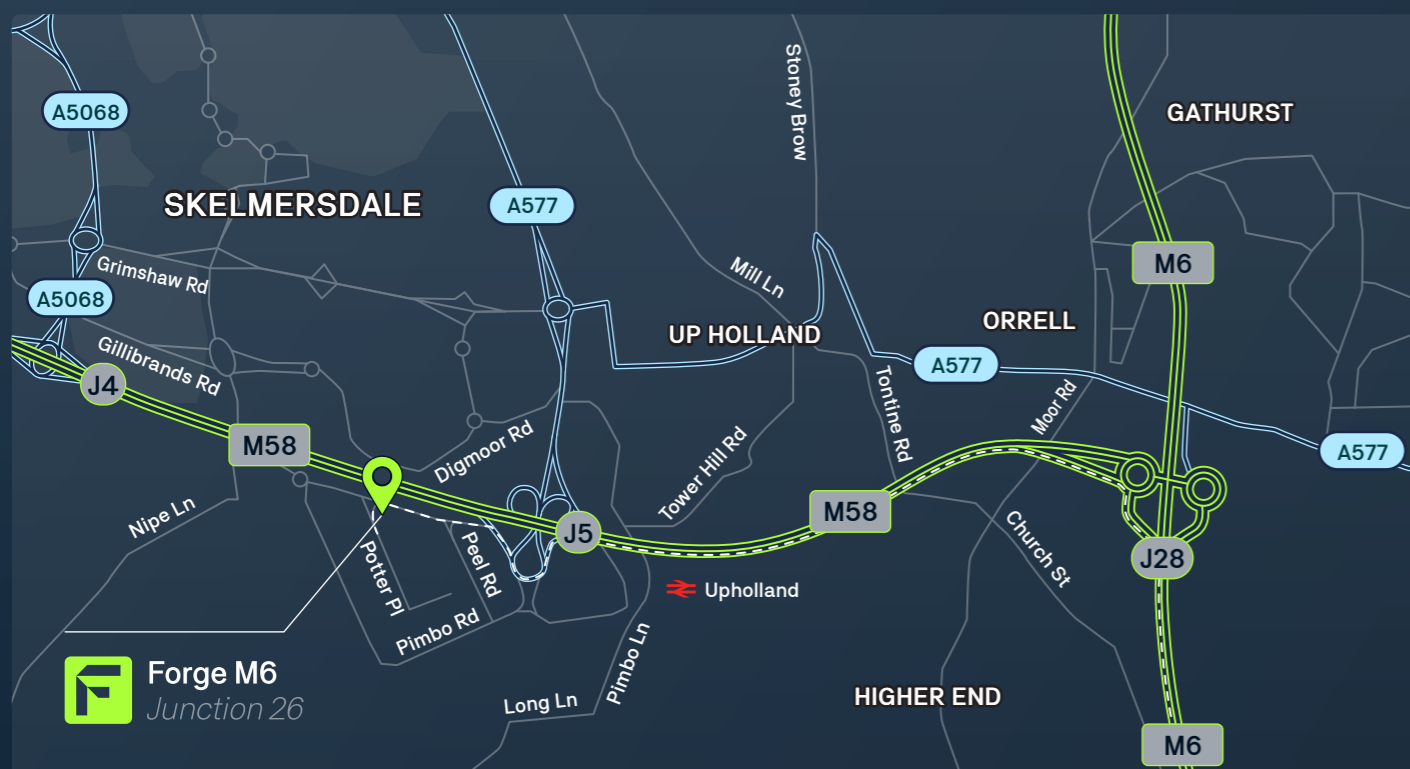 Stoney Brow
A5068
GATHURST
SKELMERSDALE
A577
Grimshaw Rd
M6
Mill Ln
A5068
ORRELL
UP HOLLAND
Gillibrands Rd
A577
J4
Tontine Rd
Moor Rd
M58
Digmoor Rd
A577
Tower Hill Rd
Nipe Ln
M58
J5
Church St
J28
Potter Pl
Peel Rd
Upholland
Pimbo Rd
Pimbo Ln
Forge M6
Junction 26
Long Ln
HIGHER END
M6